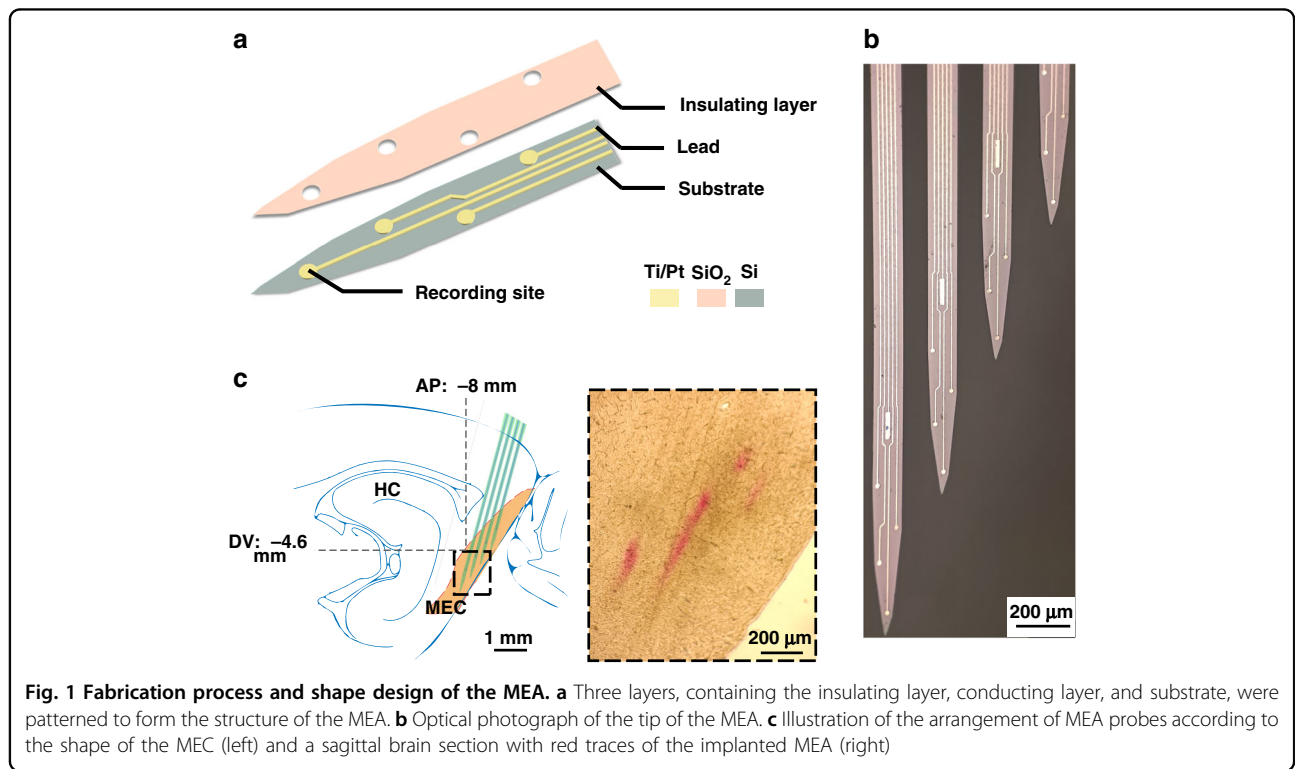 a
Insulating layer
Lead
Substrate
Recording site
Ti/Pt SiO₂ Si
b
200 μm
c
AP: –8 mm
HC
DV: –4.6
mm
MEC
1 mm
200 μm
Fig. 1 Fabrication process and shape design of the MEA. a Three layers, containing the insulating layer, conducting layer, and substrate, were
patterned to form the structure of the MEA. b Optical photograph of the tip of the MEA. c Illustration of the arrangement of MEA probes according to
the shape of the MEC (left) and a sagittal brain section with red traces of the implanted MEA (right)